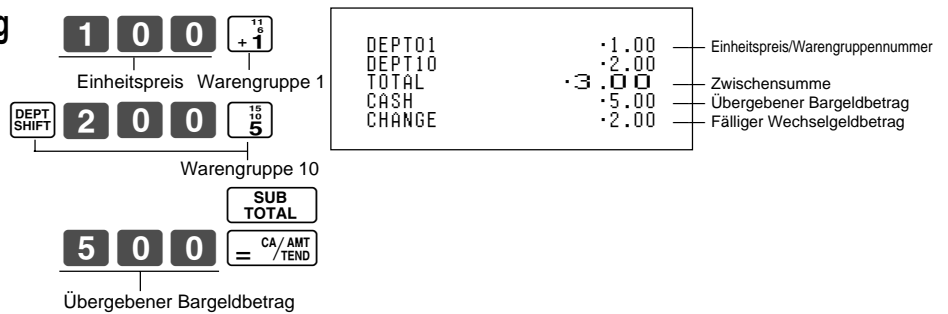 g
1 0 0 11 6 +1
Einheitspreis Warengruppe 1
DEPT SHIFT 2 0 0 15 10 5
Warengruppe 10
SUB TOTAL
5 0 0 = CA/AMT/TEND
Übergebener Bargeldbetrag
DEPT01 ·1.00 Einheitspreis/Warengruppennummer
DEPT10 ·2.00
TOTAL ·3.00 Zwischensumme
CASH ·5.00 Übergebener Bargeldbetrag
CHANGE ·2.00 Fälliger Wechselgeldbetrag